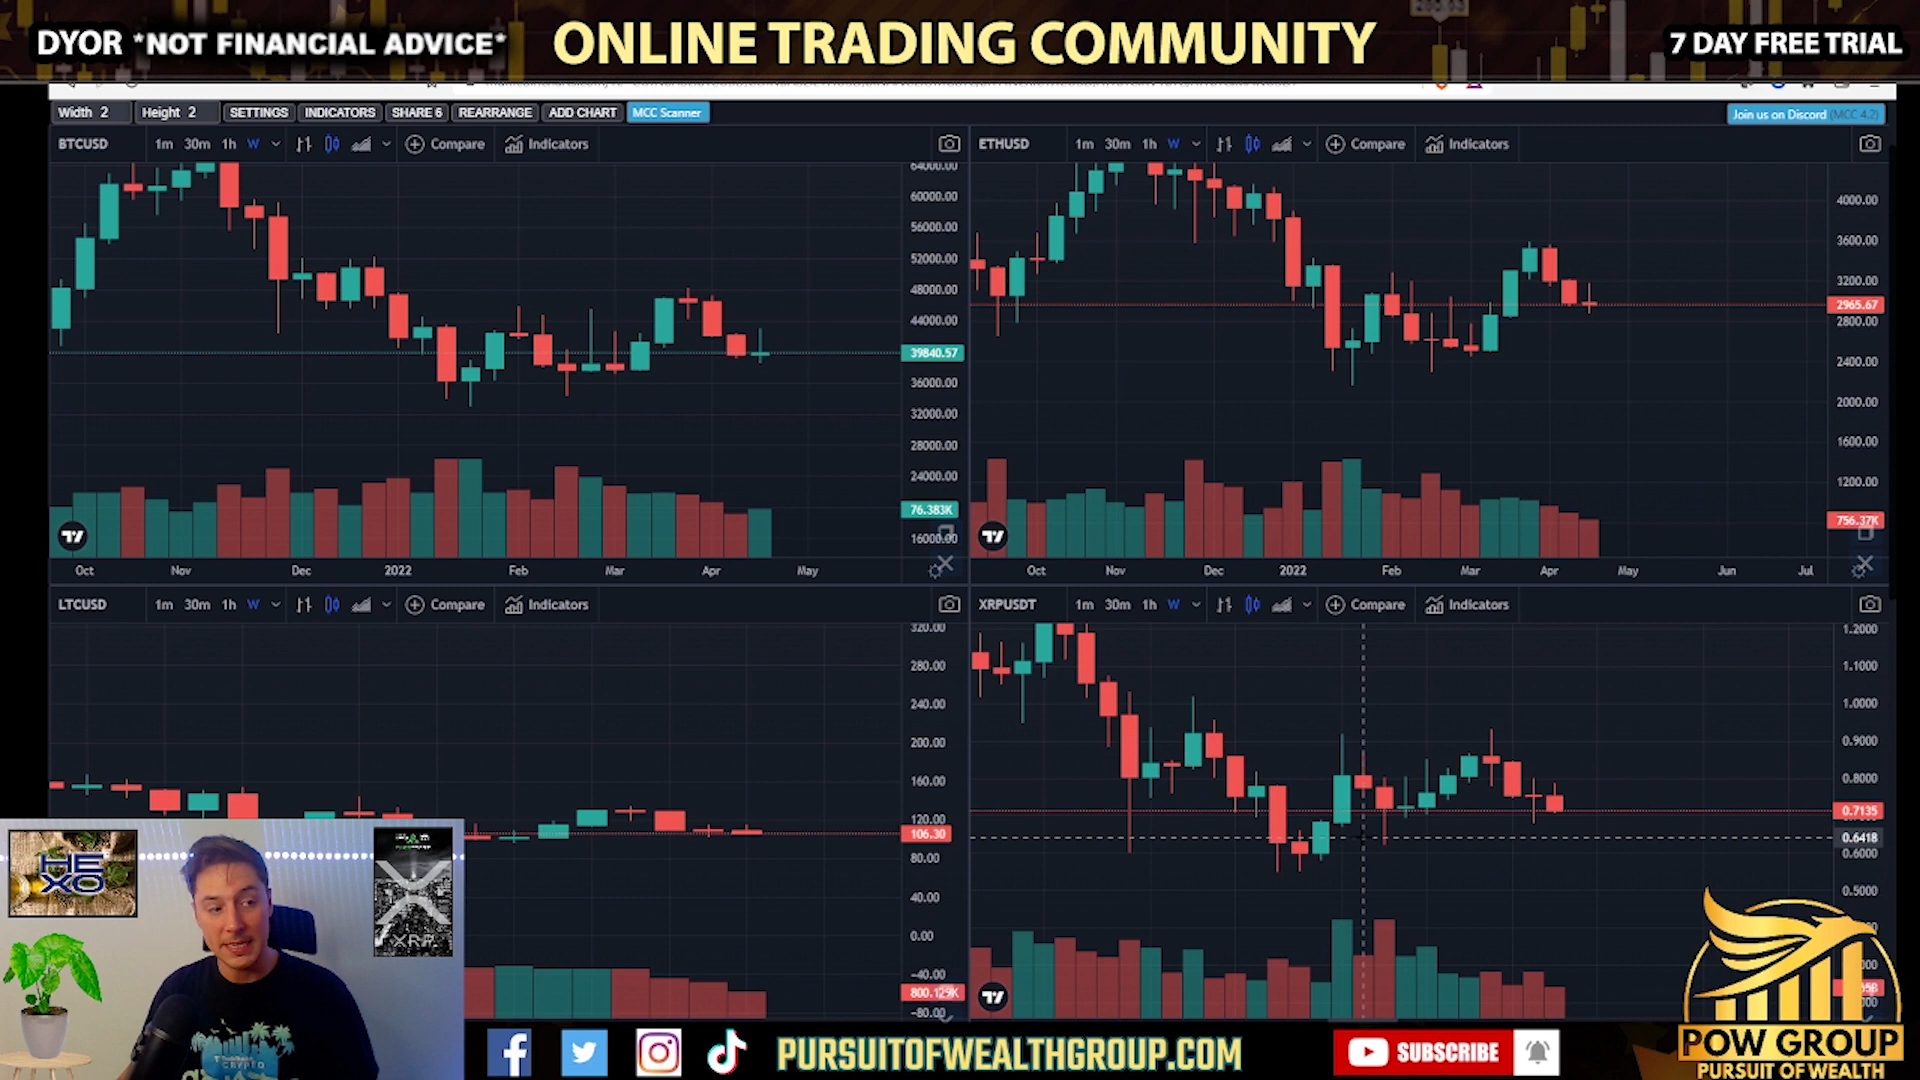 DYOR *NOT FINANCIAL ADVICE*
ONLINE TRADING COMMUNITY
7 DAY FREE TRIAL
Width 2 Height 2 SETTINGS INDICATORS SHARE 6 REARRANGE ADD CHART MCC Scanner
Join us on Discord (MCC 4.2)
BTCUSD 1m 30m 1h W Compare Indicators
64000.00
60000.00
56000.00
52000.00
48000.00
44000.00
39840.57
36000.00
32000.00
28000.00
24000.00
76.383K
16000.00
Oct Nov Dec 2022 Feb Mar Apr May
ETHUSD 1m 30m 1h W Compare Indicators
4000.00
3600.00
3200.00
2965.67
2800.00
2400.00
2000.00
1600.00
1200.00
756.37K
Oct Nov Dec 2022 Feb Mar Apr May Jun Jul
LTCUSD 1m 30m 1h W Compare Indicators
320.00
280.00
240.00
200.00
160.00
120.00
106.30
80.00
40.00
0.00
-40.00
800.129K
-80.00
XRPUSDT 1m 30m 1h W Compare Indicators
1.2000
1.1000
1.0000
0.9000
0.8000
0.7135
0.6418
0.6000
0.5000
HEXO
XRP
CRYPTO
PURSUITOFWEALTHGROUP.COM
SUBSCRIBE
POW GROUP
PURSUIT OF WEALTH